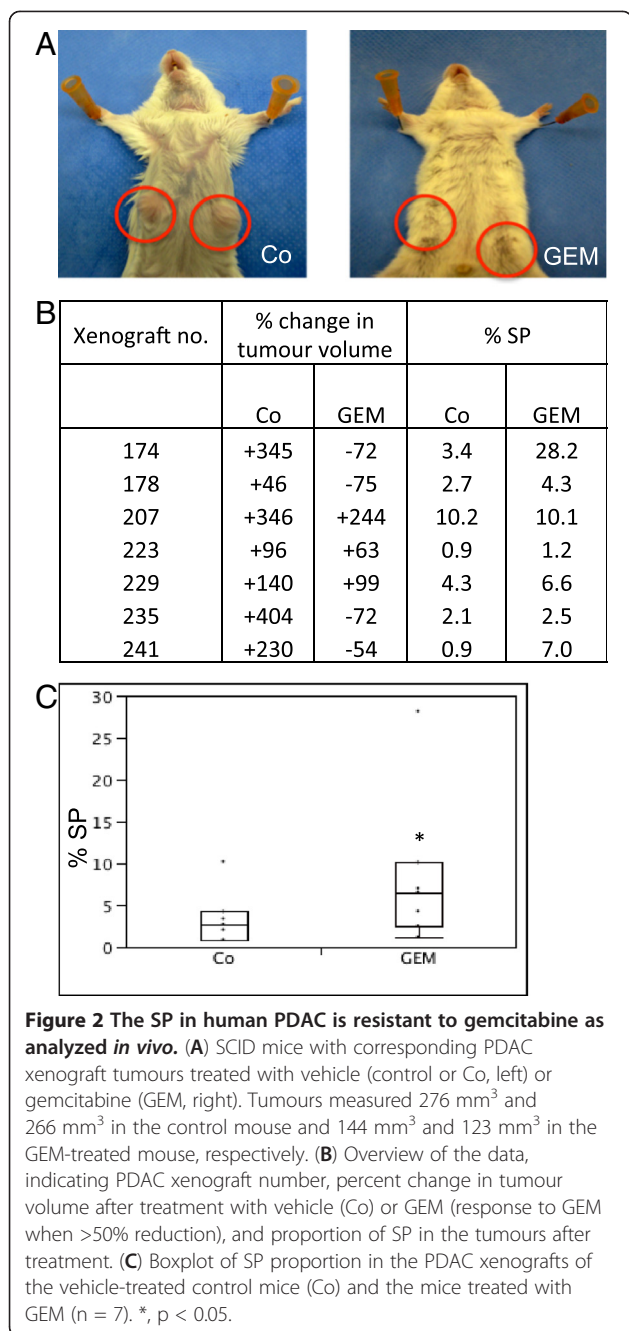 A
Co
GEM
B
Xenograft no. % change in tumour volume % SP
Co GEM Co GEM
174 +345 -72 3.4 28.2
178 +46 -75 2.7 4.3
207 +346 +244 10.2 10.1
223 +96 +63 0.9 1.2
229 +140 +99 4.3 6.6
235 +404 -72 2.1 2.5
241 +230 -54 0.9 7.0
C
30
25
20
15
10
5
0
% SP
*
Co GEM
Figure 2 The SP in human PDAC is resistant to gemcitabine as
analyzed in vivo. (A) SCID mice with corresponding PDAC
xenograft tumours treated with vehicle (control or Co, left) or
gemcitabine (GEM, right). Tumours measured 276 mm³ and
266 mm³ in the control mouse and 144 mm³ and 123 mm³ in the
GEM-treated mouse, respectively. (B) Overview of the data,
indicating PDAC xenograft number, percent change in tumour
volume after treatment with vehicle (Co) or GEM (response to GEM
when >50% reduction), and proportion of SP in the tumours after
treatment. (C) Boxplot of SP proportion in the PDAC xenografts of
the vehicle-treated control mice (Co) and the mice treated with
GEM (n = 7). *, p < 0.05.